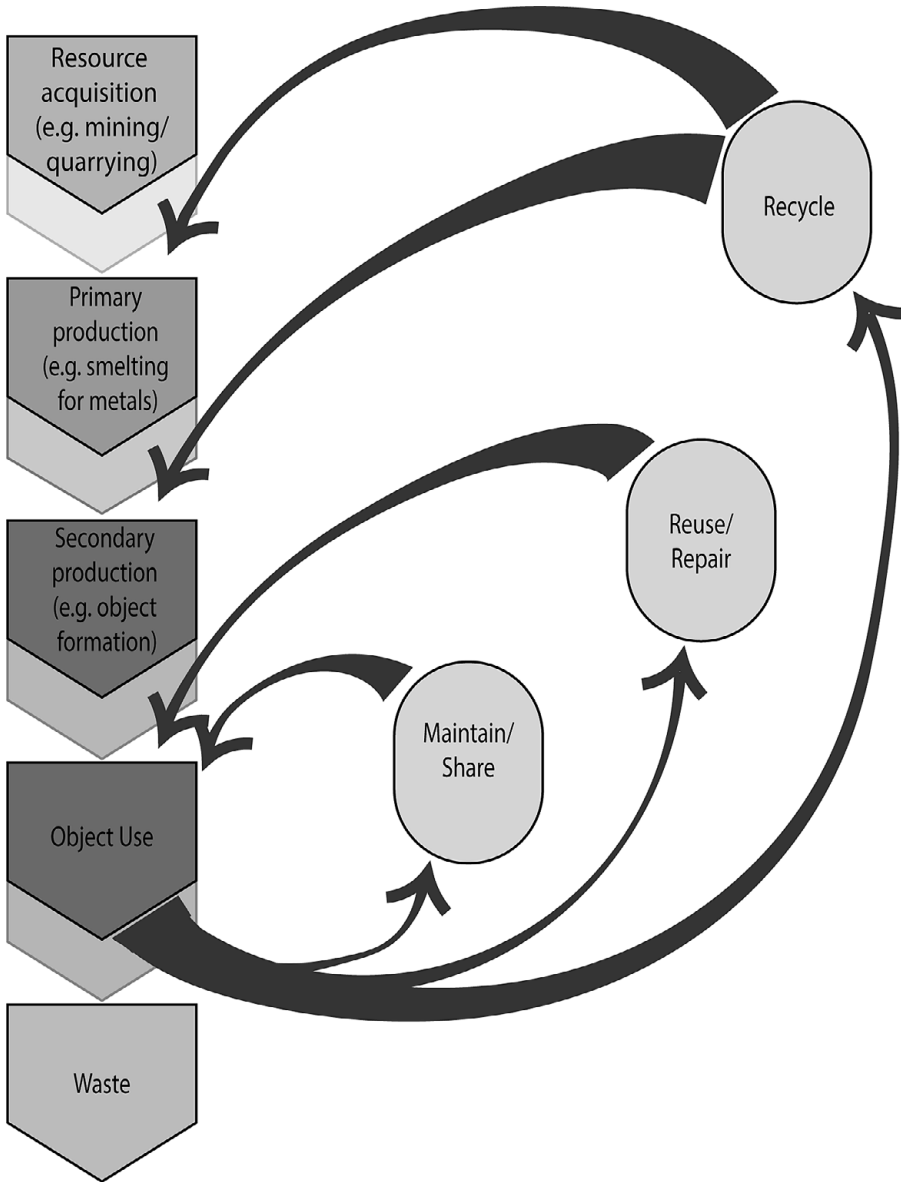 Resource
acquisition
(e.g. mining/
quarrying)
Primary
production
(e.g. smelting
for metals)
Secondary
production
(e.g. object
formation)
Object Use
Waste
Recycle
Reuse/
Repair
Maintain/
Share